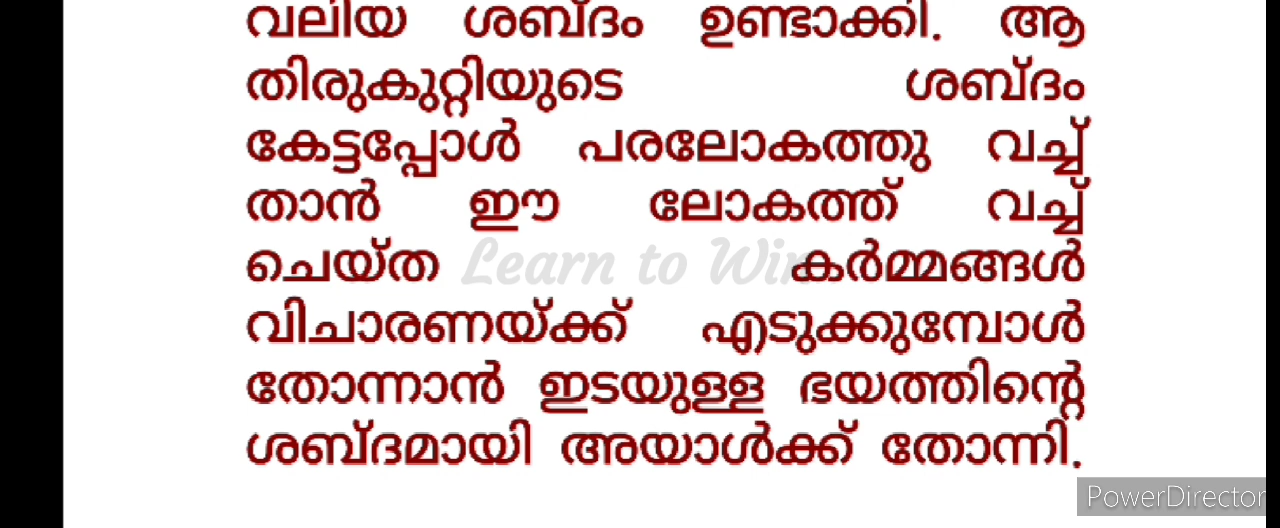 വലിയ ശബ്ദം ഉണ്ടാക്കി. ആ
തിരുകുറ്റിയുടെ ശബ്ദം
കേട്ടപ്പോൾ പരലോകത്തു വച്ച്
താൻ ഈ ലോകത്ത് വച്ച്
ചെയ്ത കർമ്മങ്ങൾ
വിചാരണയ്ക്ക് എടുക്കുമ്പോൾ
തോന്നാൻ ഇടയുള്ള ഭയത്തിന്റെ
ശബ്ദമായി അയാൾക്ക് തോന്നി.
Learn to Win
PowerDirector